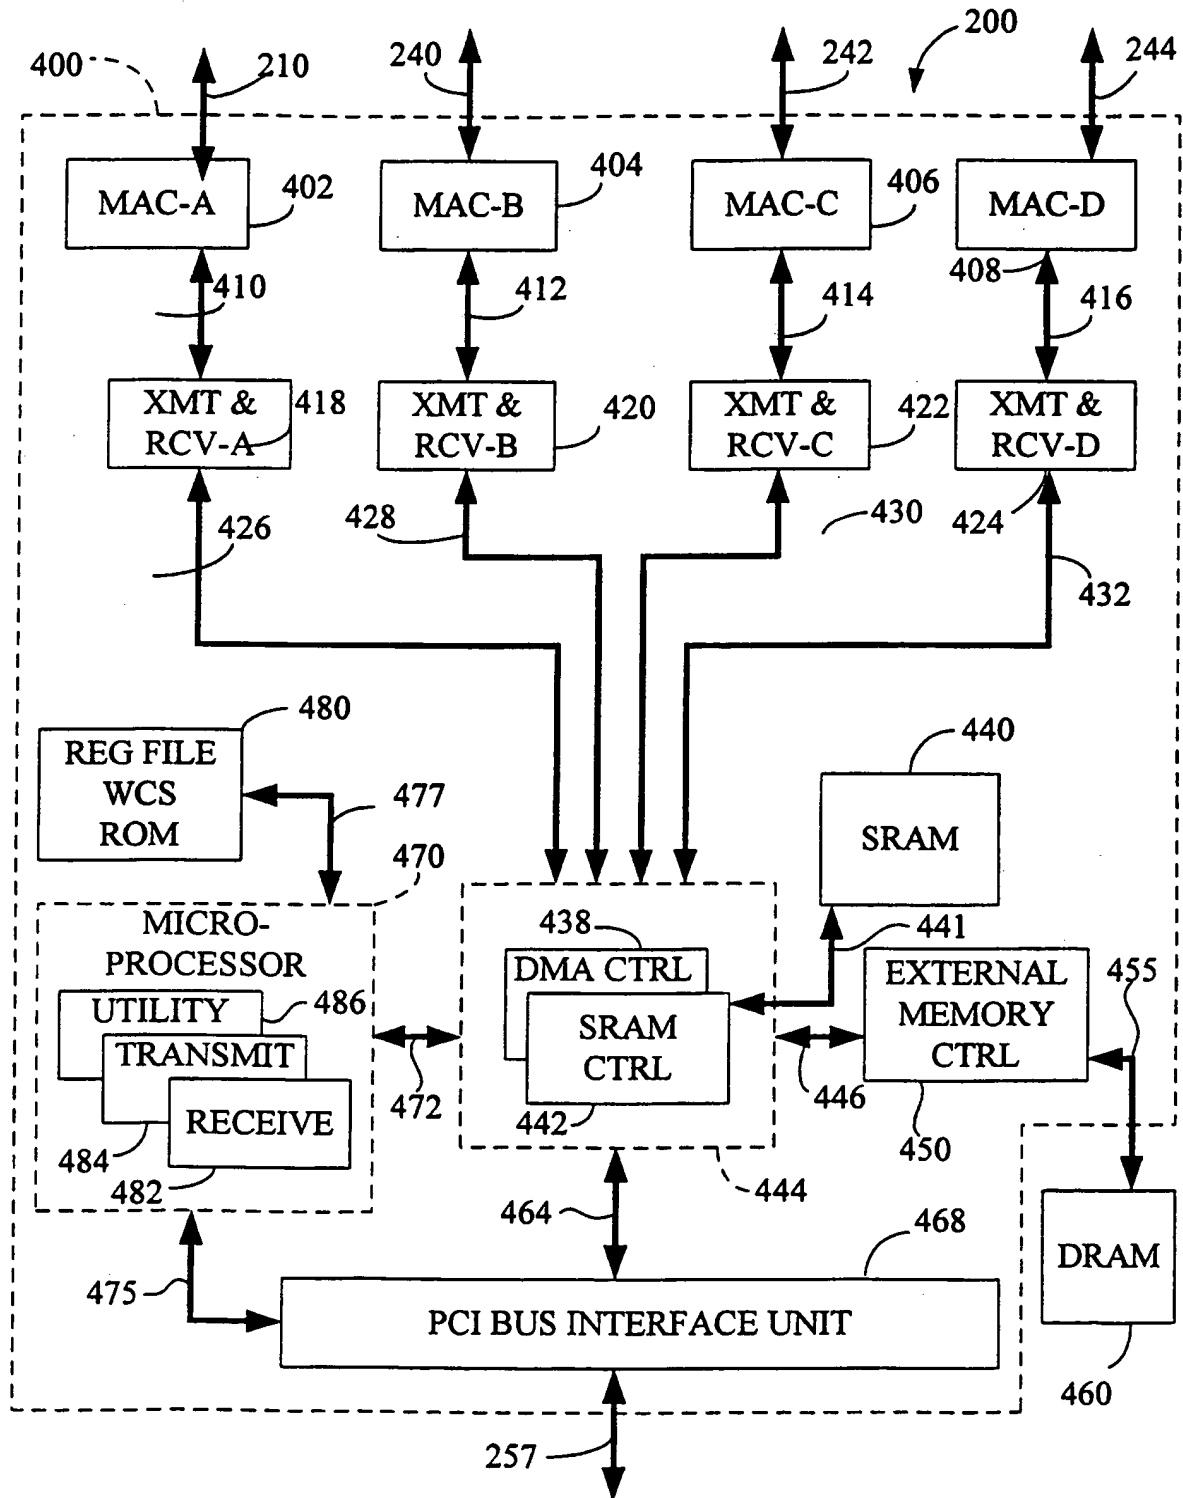 200
400
210
240
242
244
MAC-A
402
MAC-B
404
MAC-C
406
MAC-D
408
410
412
414
416
XMT &
RCV-A
418
XMT &
RCV-B
420
XMT &
RCV-C
422
XMT &
RCV-D
424
426
428
430
432
480
REG FILE
WCS
ROM
477
440
SRAM
470
MICRO-
PROCESSOR
UTILITY
486
TRANSMIT
RECEIVE
484
482
472
438
DMA CTRL
SRAM
CTRL
442
444
441
EXTERNAL
MEMORY
CTRL
446
450
455
464
468
DRAM
460
475
PCI BUS INTERFACE UNIT
257